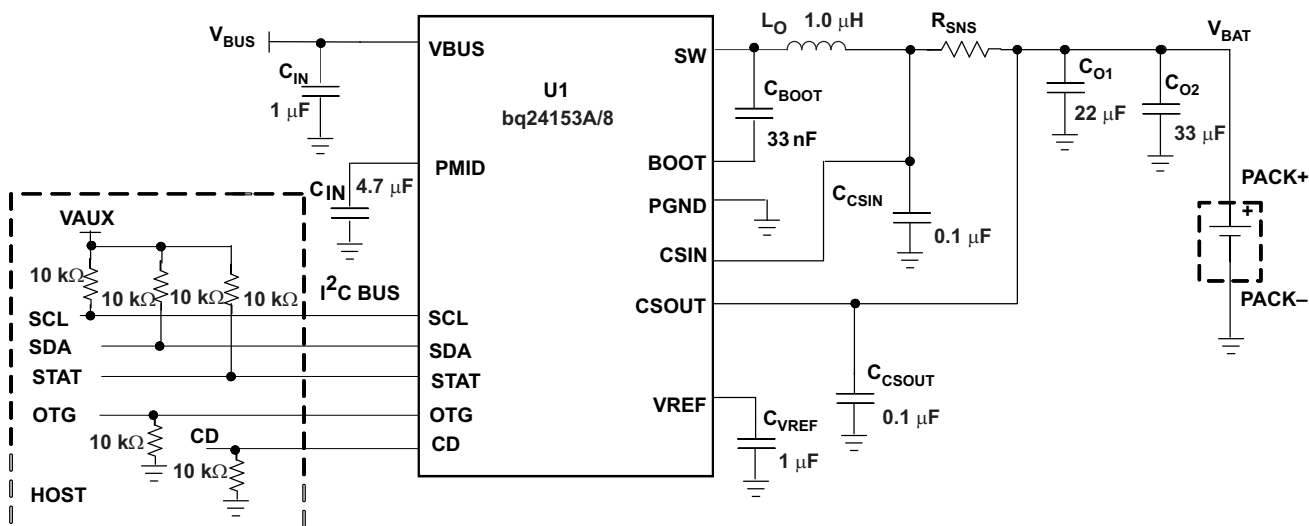 V_BUS
C_IN
1 μF
VBUS
U1
bq24153A/8
PMID
C_IN
4.7 μF
SW
BOOT
PGND
CSIN
CSOUT
VREF
SCL
SDA
STAT
OTG
CD
L_O 1.0 μH
R_SNS
V_BAT
C_BOOT
33 nF
C_O1
22 μF
C_O2
33 μF
C_CSIN
0.1 μF
PACK+
+
PACK–
C_CSOUT
0.1 μF
C_VREF
1 μF
VAUX
10 kΩ
10 kΩ
10 kΩ
10 kΩ
I²C BUS
SCL
SDA
STAT
OTG
10 kΩ
CD
10 kΩ
HOST